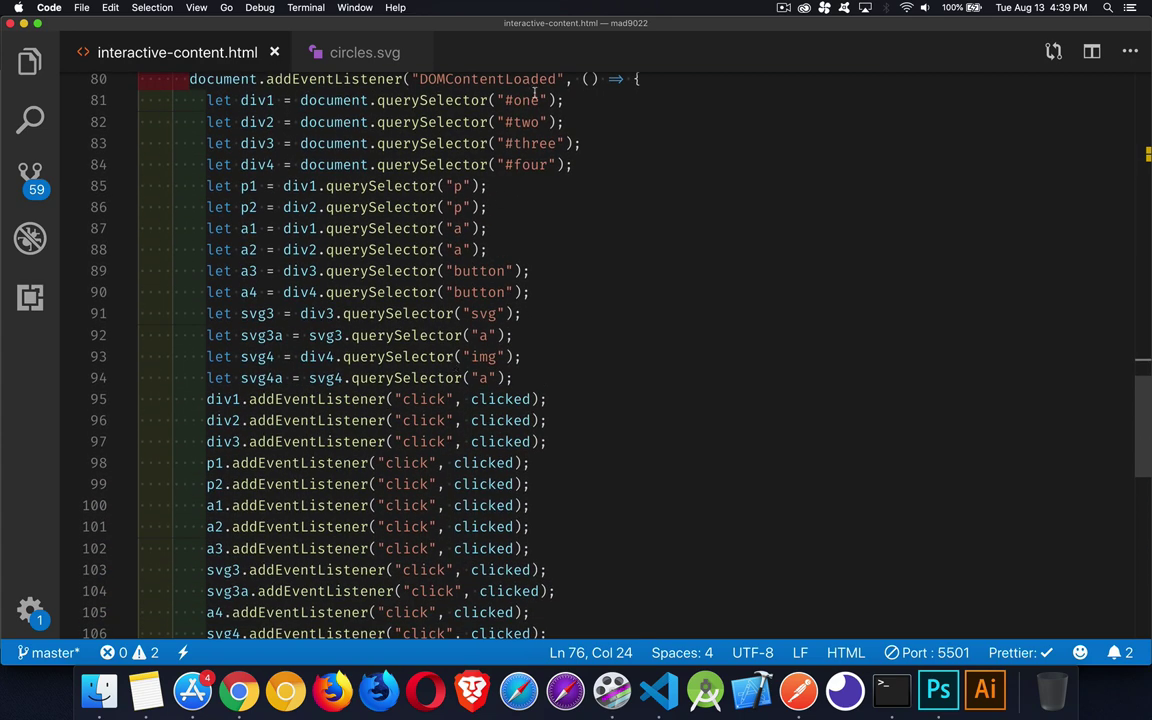 Code File Edit Selection View Go Debug Terminal Window Help 100% Tue Aug 13 4:39 PM
interactive-content.html — mad9022
<> interactive-content.html × circles.svg
80 document.addEventListener("DOMContentLoaded", () => {
81 let div1 = document.querySelector("#one");
82 let div2 = document.querySelector("#two");
83 let div3 = document.querySelector("#three");
84 let div4 = document.querySelector("#four");
85 let p1 = div1.querySelector("p");
86 let p2 = div2.querySelector("p");
87 let a1 = div1.querySelector("a");
88 let a2 = div2.querySelector("a");
89 let a3 = div3.querySelector("button");
90 let a4 = div4.querySelector("button");
91 let svg3 = div3.querySelector("svg");
92 let svg3a = svg3.querySelector("a");
93 let svg4 = div4.querySelector("img");
94 let svg4a = svg4.querySelector("a");
95 div1.addEventListener("click", clicked);
96 div2.addEventListener("click", clicked);
97 div3.addEventListener("click", clicked);
98 p1.addEventListener("click", clicked);
99 p2.addEventListener("click", clicked);
100 a1.addEventListener("click", clicked);
101 a2.addEventListener("click", clicked);
102 a3.addEventListener("click", clicked);
103 svg3.addEventListener("click", clicked);
104 svg3a.addEventListener("click", clicked);
105 a4.addEventListener("click", clicked);
106 svg4.addEventListener("click", clicked);
59
1
master* 0 2 Ln 76, Col 24 Spaces: 4 UTF-8 LF HTML Port : 5501 Prettier: ✓ 2
4
>_
Ps
Ai